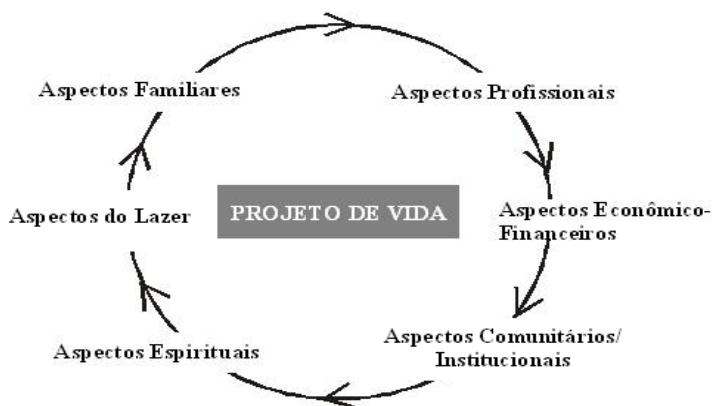 Aspectos Familiares
Aspectos Profissionais
Aspectos do Lazer
PROJETO DE VIDA
Aspectos Econômico-
Financeiros
Aspectos Espirituais
Aspectos Comunitários/
Institucionais